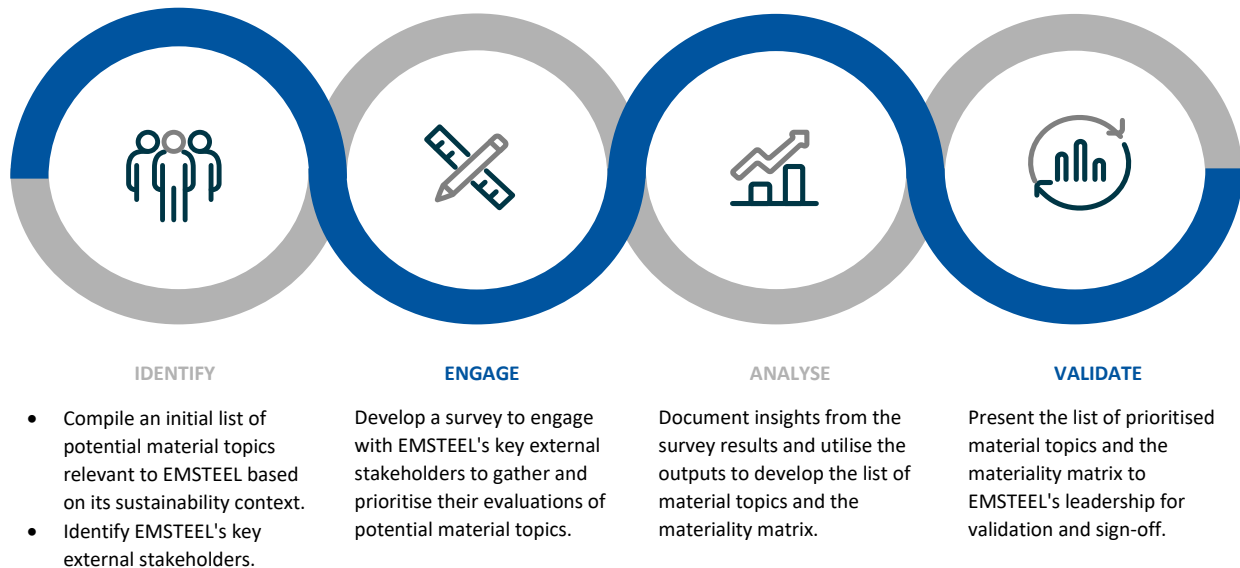 IDENTIFY
• Compile an initial list of
potential material topics
relevant to EMSTEEL based
on its sustainability context.
• Identify EMSTEEL's key
external stakeholders.
ENGAGE
Develop a survey to engage
with EMSTEEL's key external
stakeholders to gather and
prioritise their evaluations of
potential material topics.
ANALYSE
Document insights from the
survey results and utilise the
outputs to develop the list of
material topics and the
materiality matrix.
VALIDATE
Present the list of prioritised
material topics and the
materiality matrix to
EMSTEEL's leadership for
validation and sign-off.